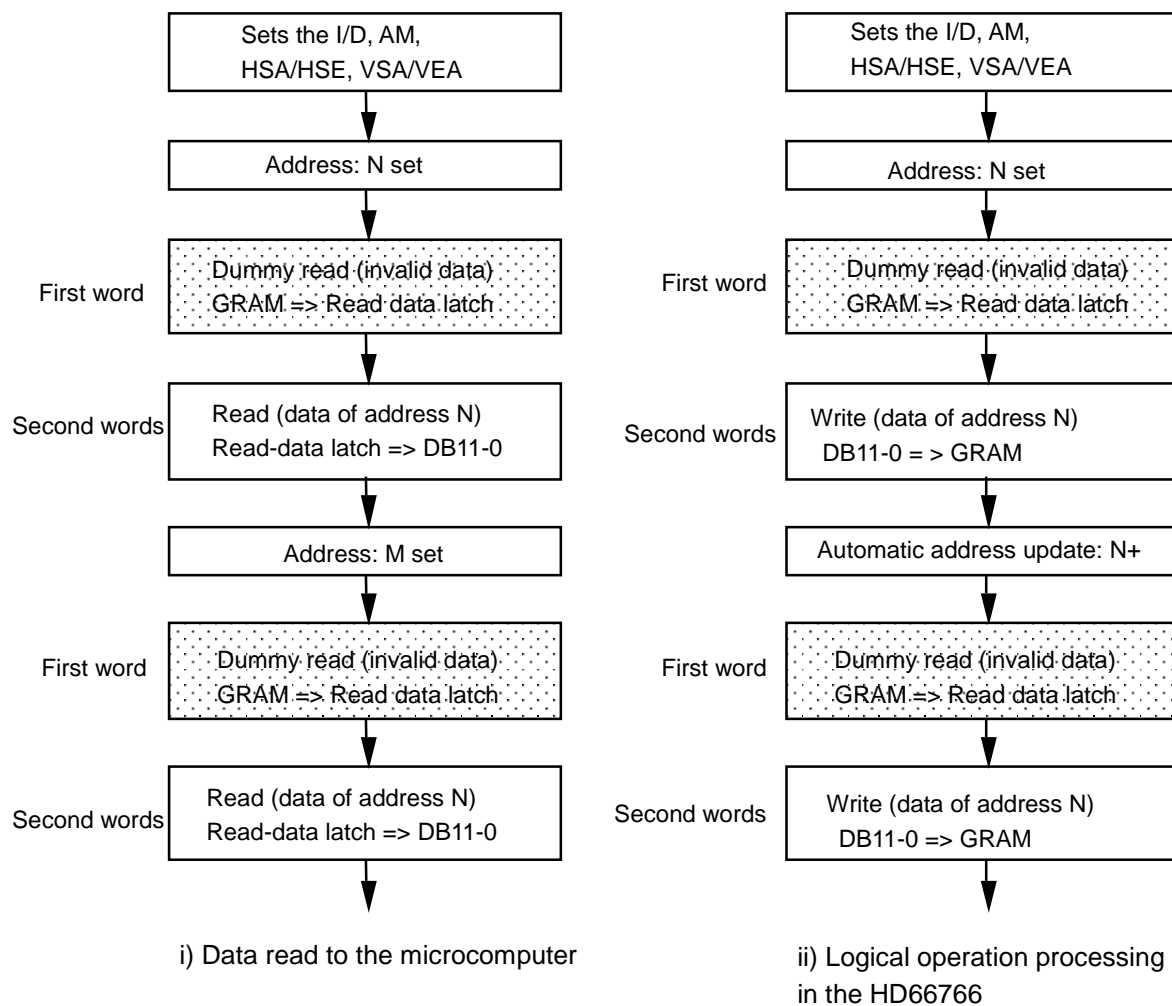 Sets the I/D, AM,
HSA/HSE, VSA/VEA
Address: N set
First word
Dummy read (invalid data)
GRAM => Read data latch
Second words
Read (data of address N)
Read-data latch => DB11-0
Address: M set
First word
Dummy read (invalid data)
GRAM => Read data latch
Second words
Read (data of address N)
Read-data latch => DB11-0
i) Data read to the microcomputer
Sets the I/D, AM,
HSA/HSE, VSA/VEA
Address: N set
First word
Dummy read (invalid data)
GRAM => Read data latch
Second words
Write (data of address N)
DB11-0 = > GRAM
Automatic address update: N+
First word
Dummy read (invalid data)
GRAM => Read data latch
Second words
Write (data of address N)
DB11-0 => GRAM
ii) Logical operation processing
in the HD66766